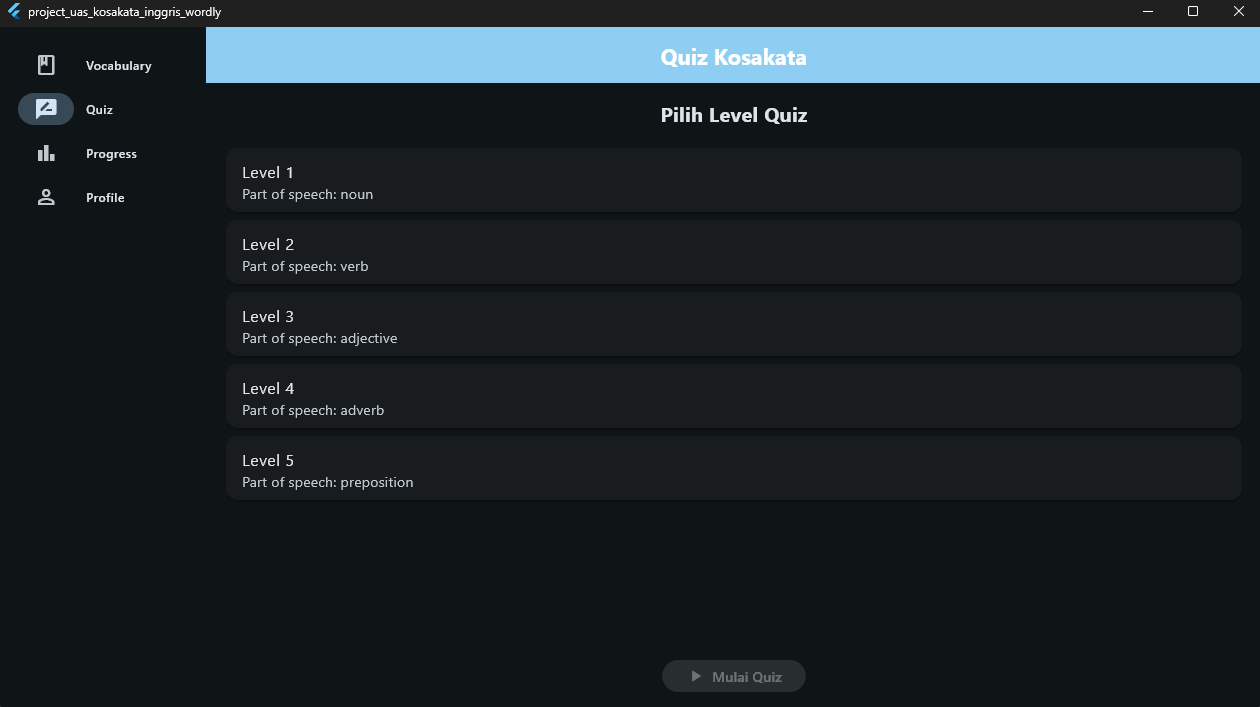 project_uas_kosakata_inggris_wordly
Vocabulary
Quiz
Progress
Profile
Quiz Kosakata
Pilih Level Quiz
Level 1
Part of speech: noun
Level 2
Part of speech: verb
Level 3
Part of speech: adjective
Level 4
Part of speech: adverb
Level 5
Part of speech: preposition
Mulai Quiz